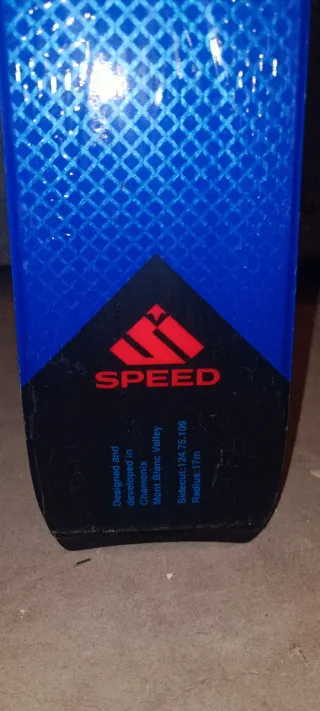 SPEED
Designed and
developed in
Chamonix
Mont Blanc Valley
Sidecut:124.75.109
Radius:17m